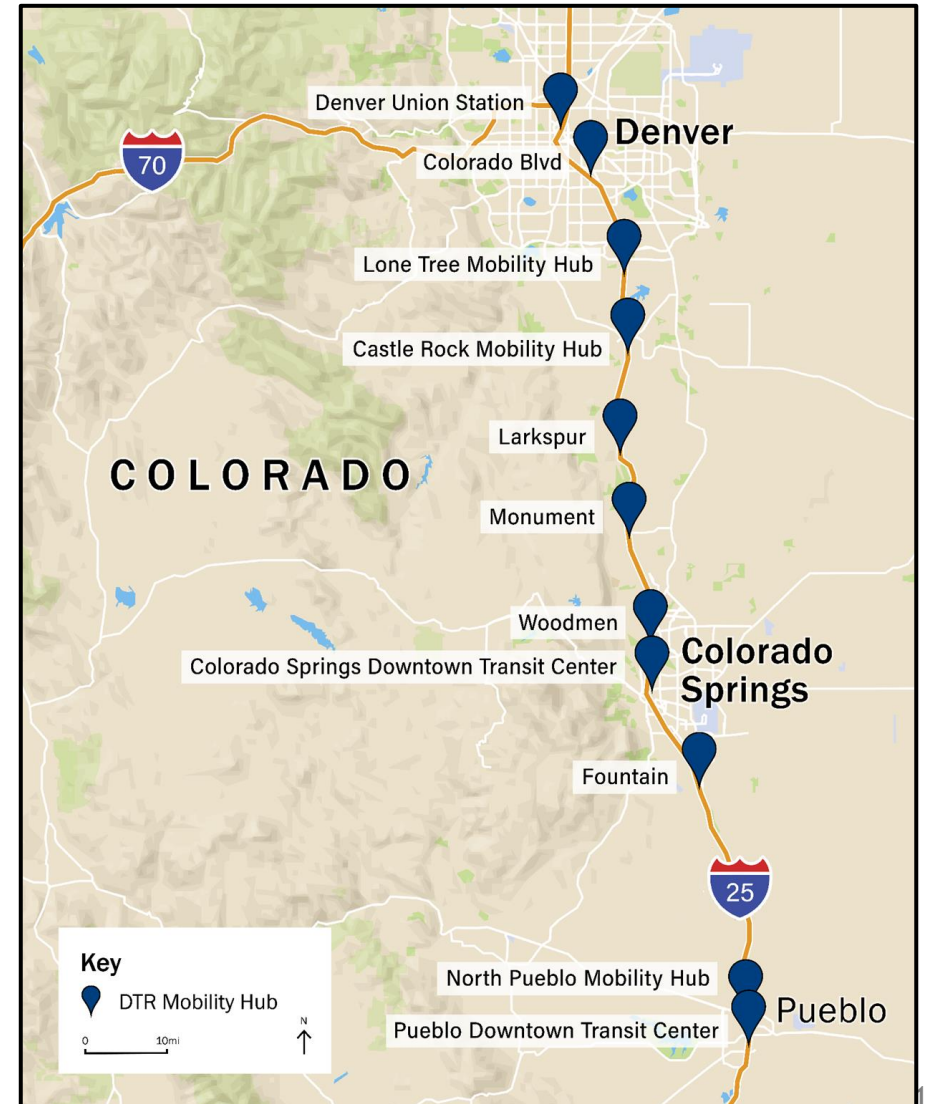 Denver Union Station
Denver
70
Colorado Blvd
Lone Tree Mobility Hub
Castle Rock Mobility Hub
Larkspur
COLORADO
Monument
Woodmen
Colorado Springs Downtown Transit Center
Colorado
Springs
Fountain
25
Key
DTR Mobility Hub
0 10mi
N
North Pueblo Mobility Hub
Pueblo
Pueblo Downtown Transit Center